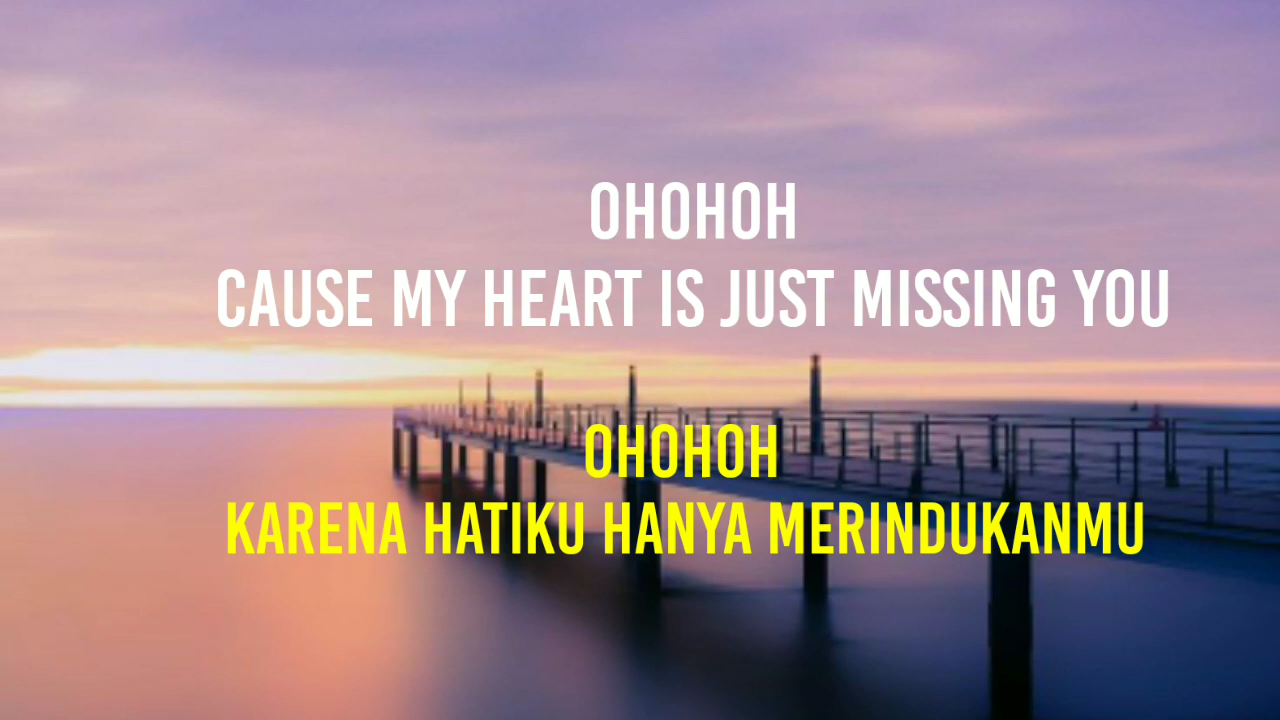 OHOHOH
CAUSE MY HEART IS JUST MISSING YOU
OHOHOH
KARENA HATIKU HANYA MERINDUKANMU